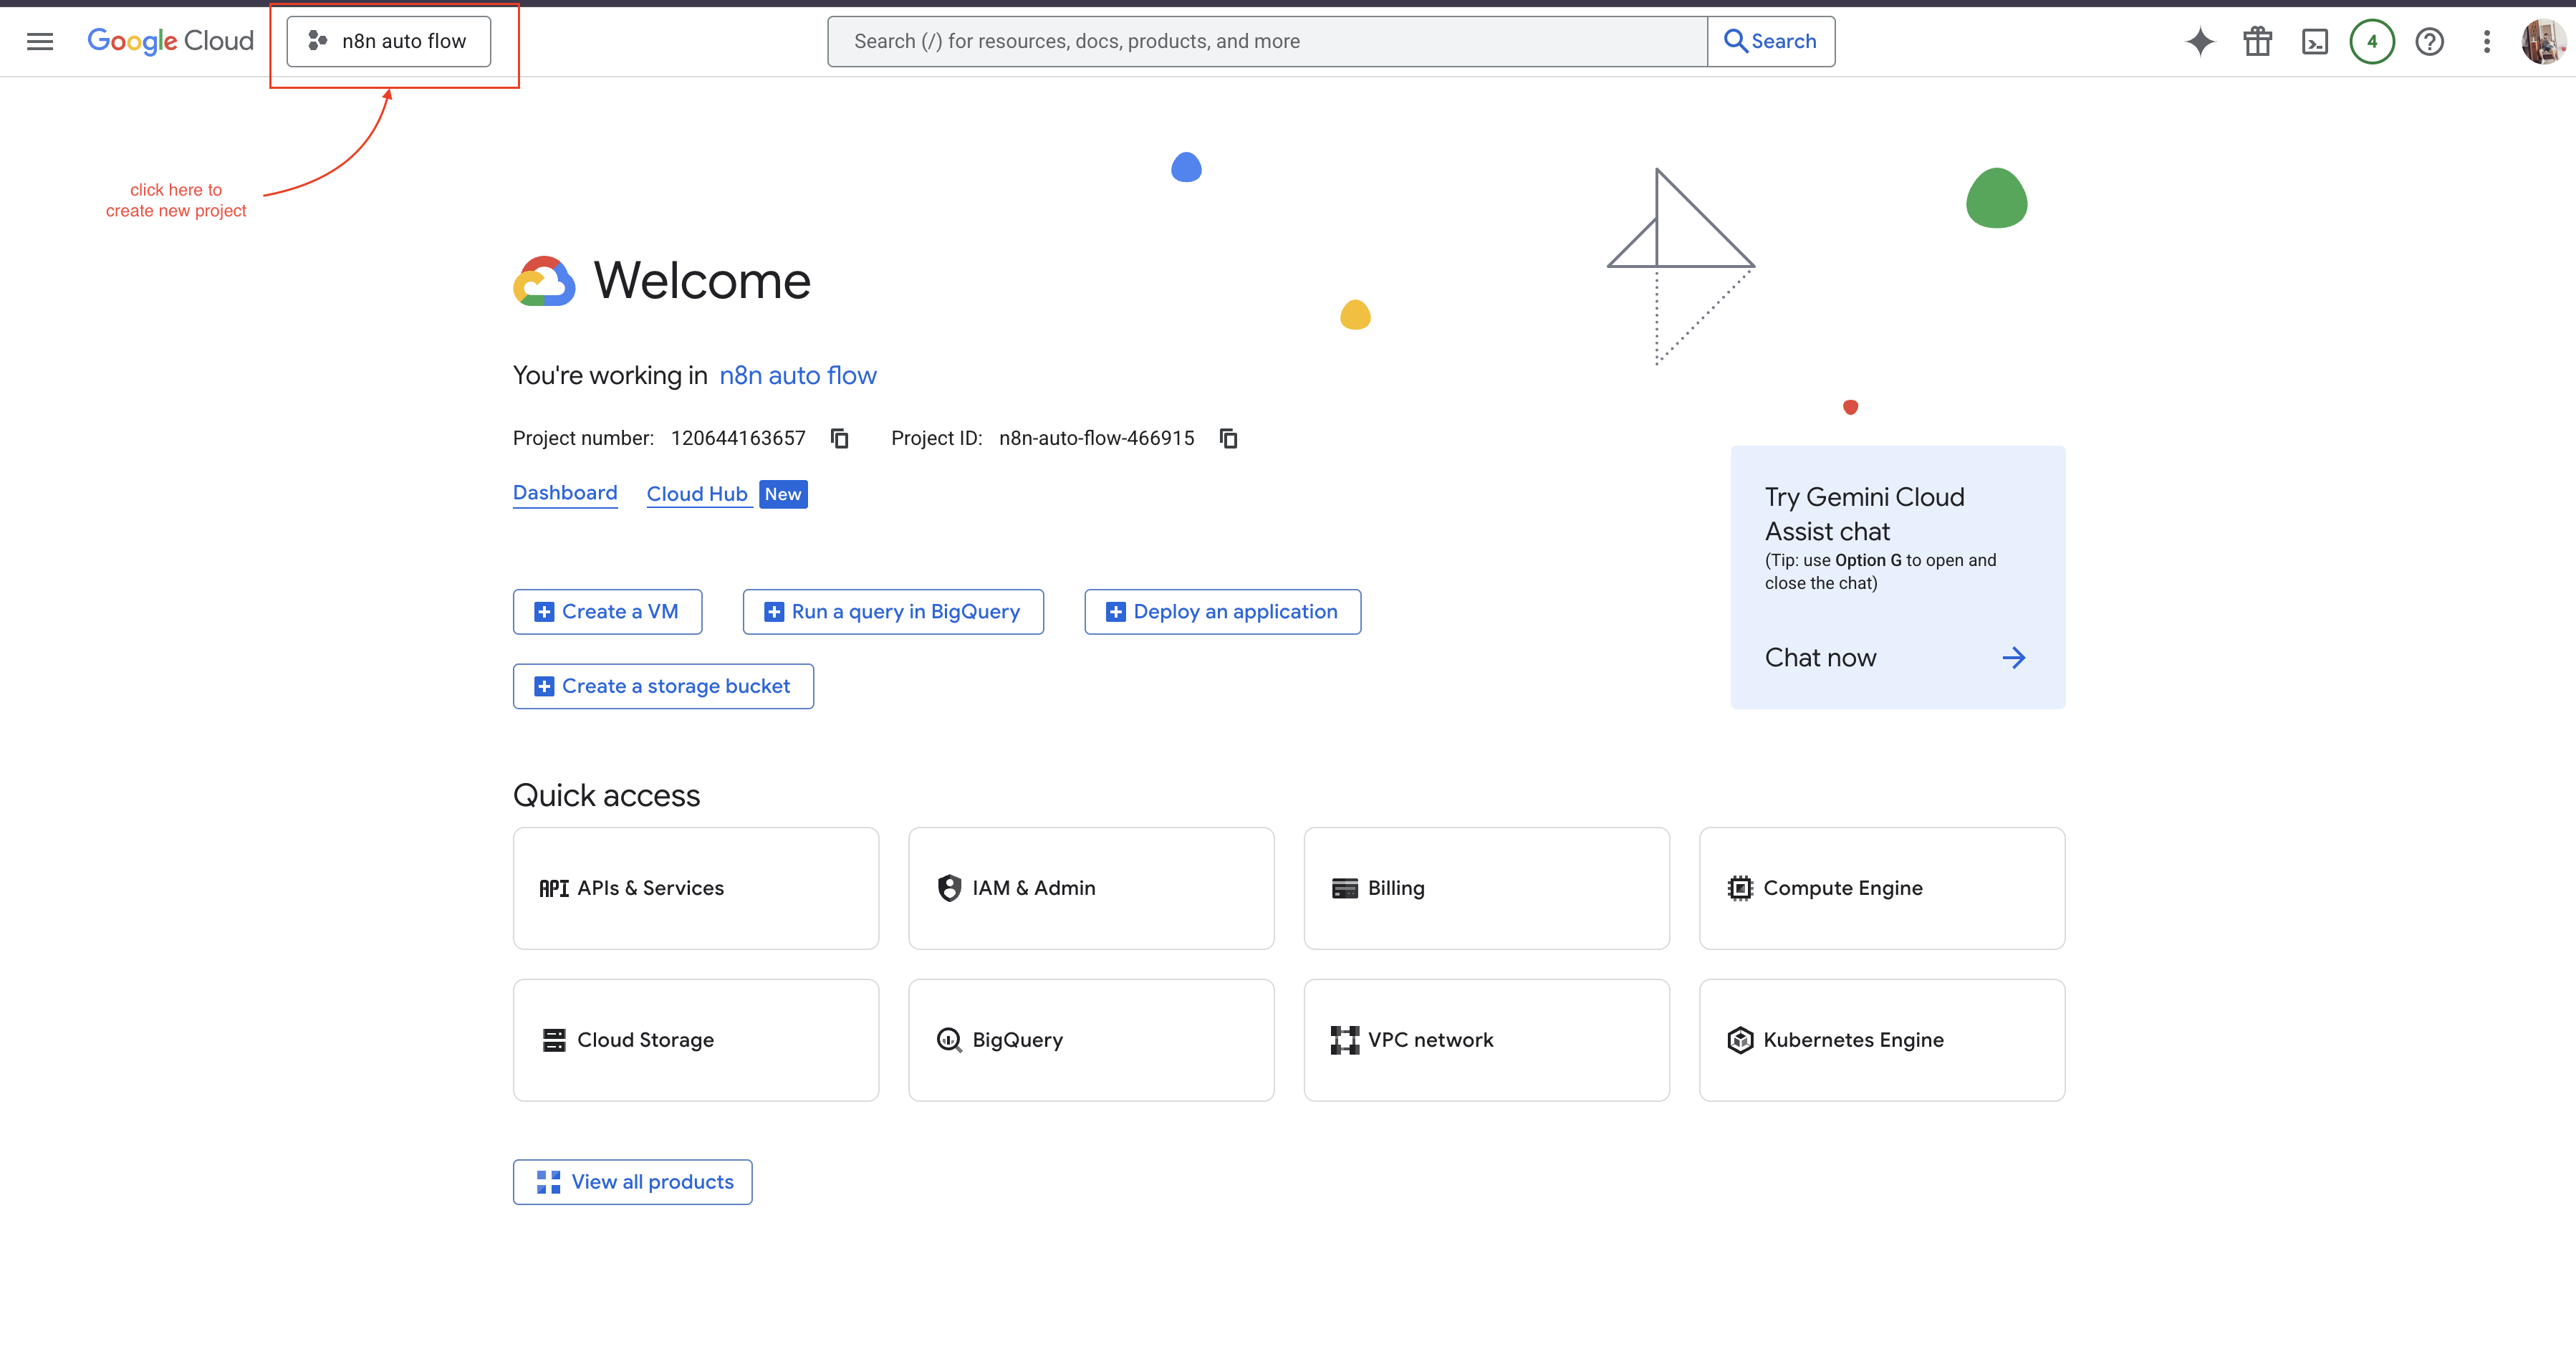 Google Cloud
n8n auto flow
Search (/) for resources, docs, products, and more
Search
4
click here to
create new project
Welcome
You're working in n8n auto flow
Project number: 120644163657
Project ID: n8n-auto-flow-466915
Dashboard
Cloud Hub New
Try Gemini Cloud
Assist chat
(Tip: use Option G to open and
close the chat)
Chat now
Create a VM
Run a query in BigQuery
Deploy an application
Create a storage bucket
Quick access
API APIs & Services
IAM & Admin
Billing
Compute Engine
Cloud Storage
BigQuery
VPC network
Kubernetes Engine
View all products